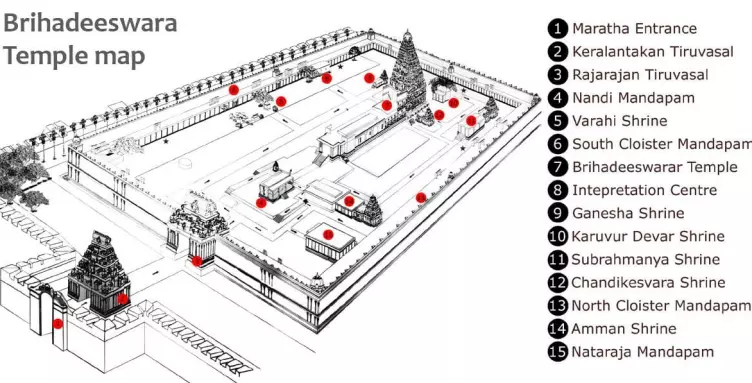 Brihadeeswara
Temple map
1 Maratha Entrance
2 Keralantakan Tiruvasal
3 Rajarajan Tiruvasal
4 Nandi Mandapam
5 Varahi Shrine
6 South Cloister Mandapam
7 Brihadeeswarar Temple
8 Intepretation Centre
9 Ganesha Shrine
10 Karuvur Devar Shrine
11 Subrahmanya Shrine
12 Chandikesvara Shrine
13 North Cloister Mandapam
14 Amman Shrine
15 Nataraja Mandapam